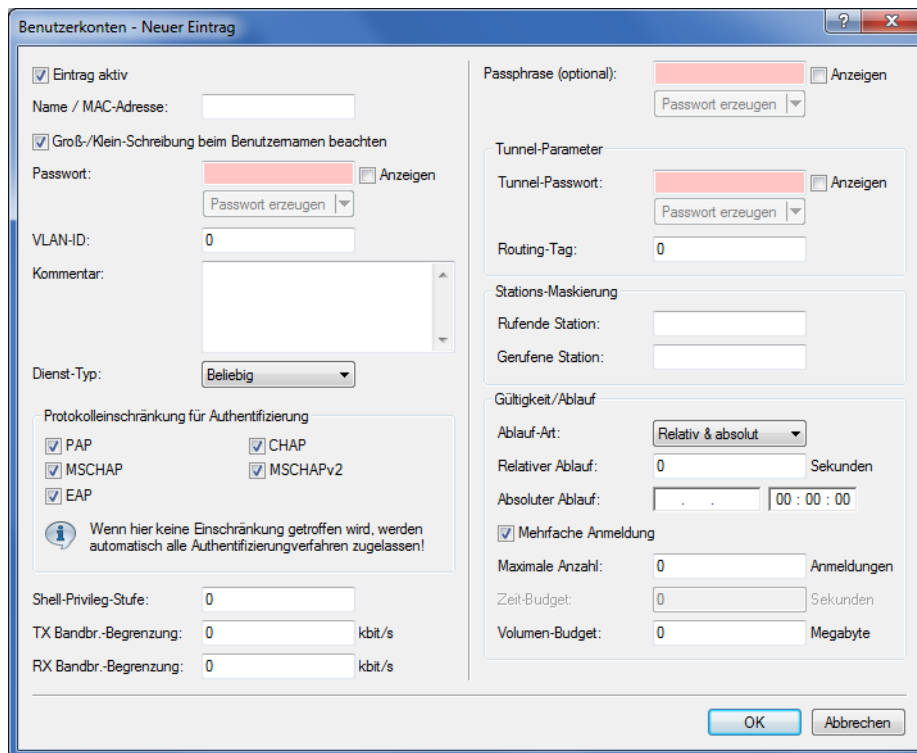 Benutzerkonten - Neuer Eintrag
?
Eintrag aktiv
Name / MAC-Adresse:
Groß-/Klein-Schreibung beim Benutzernamen beachten
Passwort:
Anzeigen
Passwort erzeugen
VLAN-ID:
0
Kommentar:
Dienst-Typ:
Beliebig
Protokolleinschränkung für Authentifizierung
PAP
CHAP
MSCHAP
MSCHAPv2
EAP
Wenn hier keine Einschränkung getroffen wird, werden
automatisch alle Authentifizierungverfahren zugelassen!
Shell-Privileg-Stufe:
0
TX Bandbr.-Begrenzung:
0
kbit/s
RX Bandbr.-Begrenzung:
0
kbit/s
Passphrase (optional):
Anzeigen
Passwort erzeugen
Tunnel-Parameter
Tunnel-Passwort:
Anzeigen
Passwort erzeugen
Routing-Tag:
0
Stations-Maskierung
Rufende Station:
Gerufene Station:
Gültigkeit/Ablauf
Ablauf-Art:
Relativ & absolut
Relativer Ablauf:
0
Sekunden
Absoluter Ablauf:
. .
00 : 00 : 00
Mehrfache Anmeldung
Maximale Anzahl:
0
Anmeldungen
Zeit-Budget:
0
Sekunden
Volumen-Budget:
0
Megabyte
OK
Abbrechen